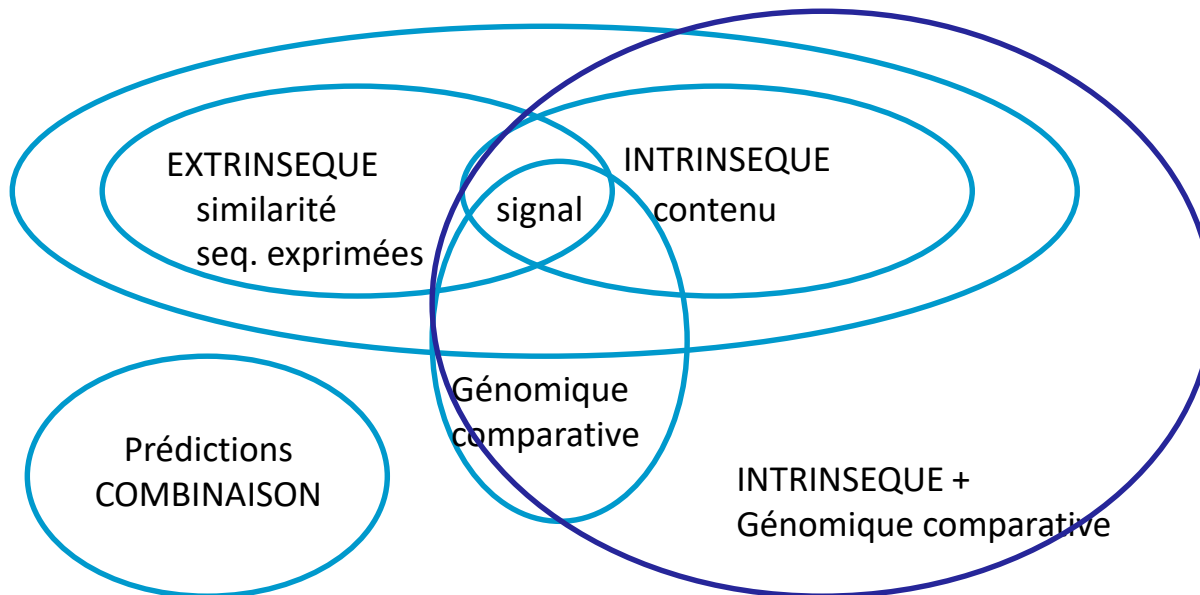 EXTRINSEQUE
similarité
seq. exprimées
signal
INTRINSEQUE
contenu
Génomique
comparative
Prédictions
COMBINAISON
INTRINSEQUE +
Génomique comparative